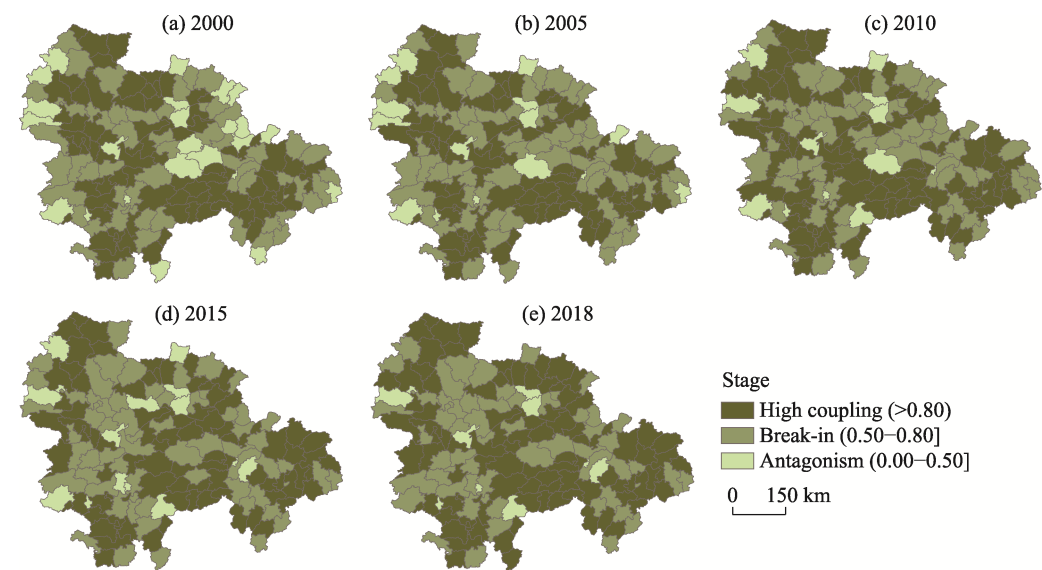 (a) 2000
(b) 2005
(c) 2010
(d) 2015
(e) 2018
Stage
High coupling (>0.80)
Break-in (0.50−0.80]
Antagonism (0.00−0.50]
0 150 km